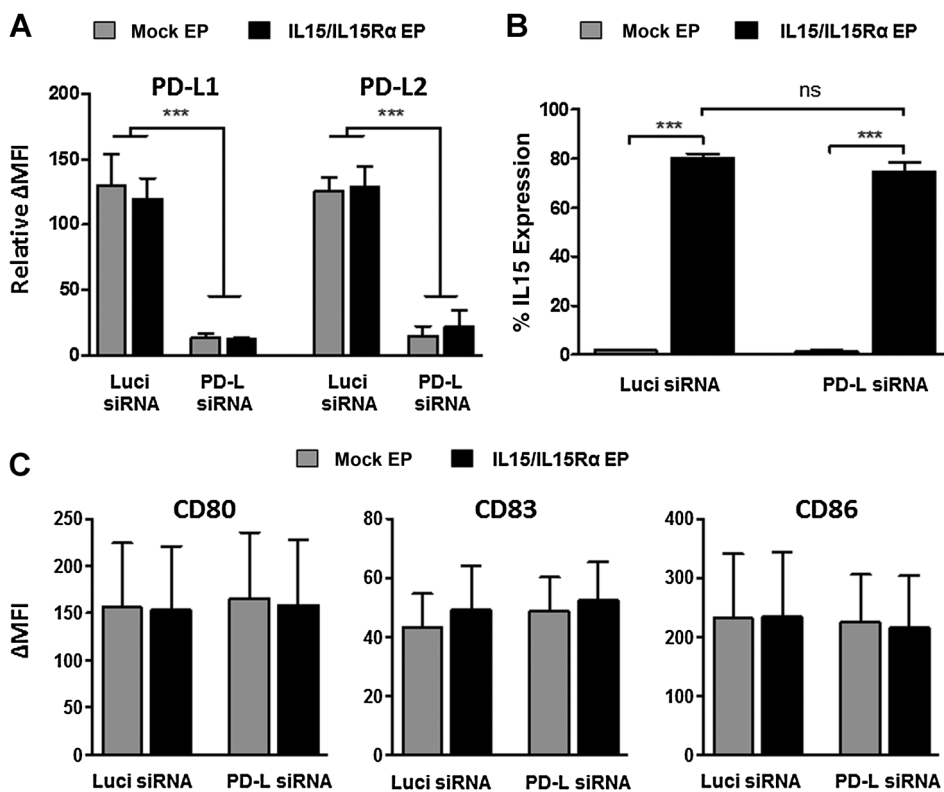 A
Mock EP
IL15/IL15Rα EP
PD-L1
PD-L2
Relative ΔMFI
200
150
100
50
0
***
***
Luci siRNA
PD-L siRNA
Luci siRNA
PD-L siRNA
B
Mock EP
IL15/IL15Rα EP
% IL15 Expression
100
80
60
40
20
0
ns
***
***
Luci siRNA
PD-L siRNA
C
Mock EP
IL15/IL15Rα EP
ΔMFI
CD80
250
200
150
100
50
0
Luci siRNA
PD-L siRNA
CD83
80
60
40
20
0
Luci siRNA
PD-L siRNA
CD86
400
300
200
100
0
Luci siRNA
PD-L siRNA